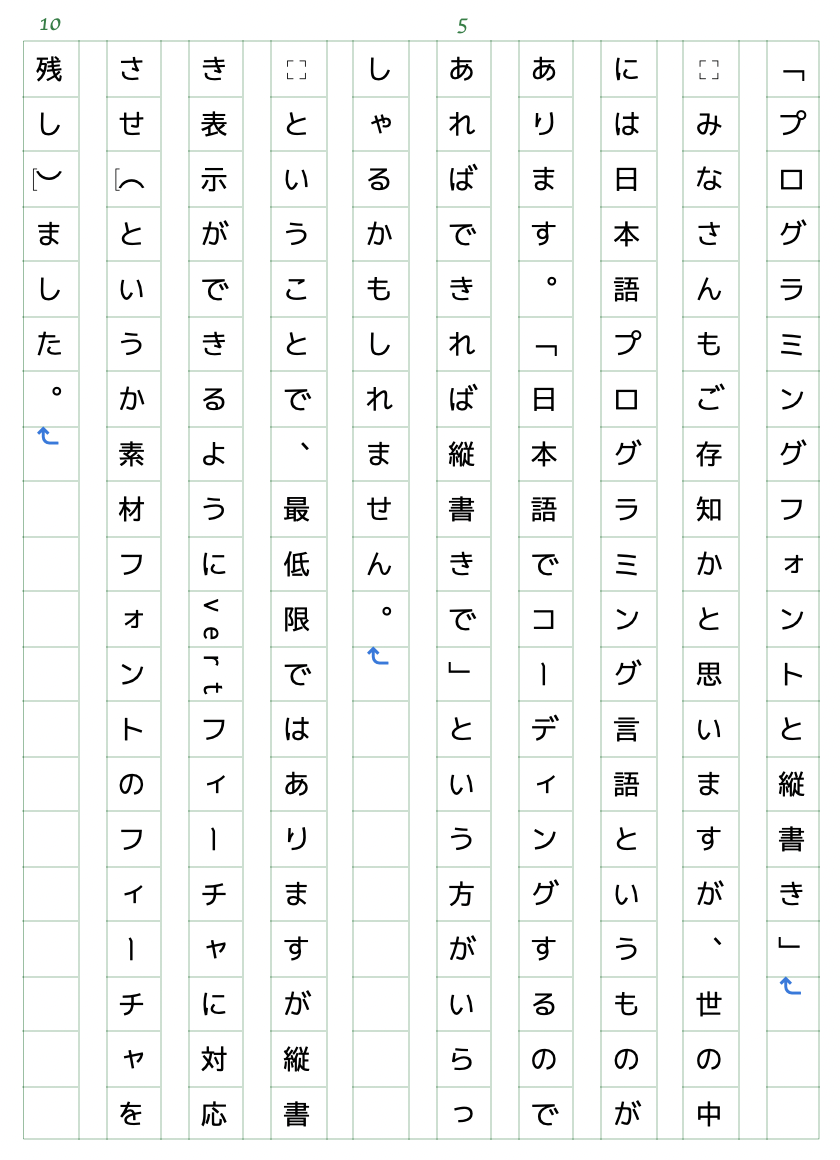 「プログラミングフォントと縦書き」
　みなさんもご存知かと思いますが、世の中
には日本語プログラミング言語というものが
あります。「日本語でコーディングするので
あればできれば縦書きで」という方がいらっ
しゃるかもしれません。
　ということで、最低限ではありますが縦書
き表示ができるようにvertフィーチャに対応
させ（というか素材フォントのフィーチャを
残し）ました。
5
10